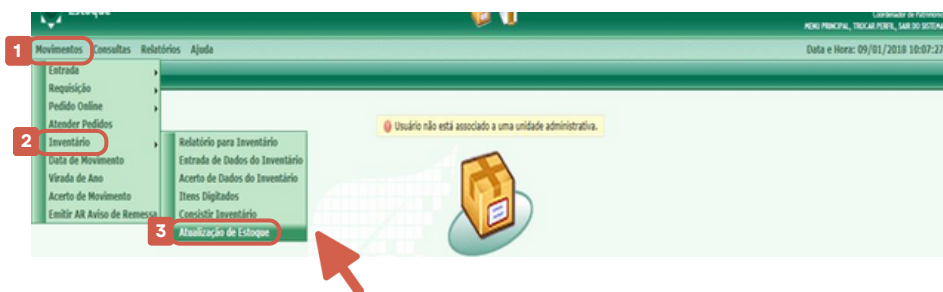 Estoque
Coordenador de Patrimonio
MENU PRINCIPAL, TROCAR PERFIL, SAIR DO SISTEMA
1
Movimentos Consultas Relatórios Ajuda
Data e Hora: 09/01/2018 10:07:27
Entrada
Requisição
Pedido Online
Atender Pedidos
Usuário não está associado a uma unidade administrativa.
2
Inventário
Relatório para Inventário
Data de Movimento
Entrada de Dados do Inventário
Virada de Ano
Acerto de Dados do Inventário
Acerto de Movimento
Itens Digitados
Emitir AR Aviso de Remessa
Consistir Inventário
3
Atualização de Estoque